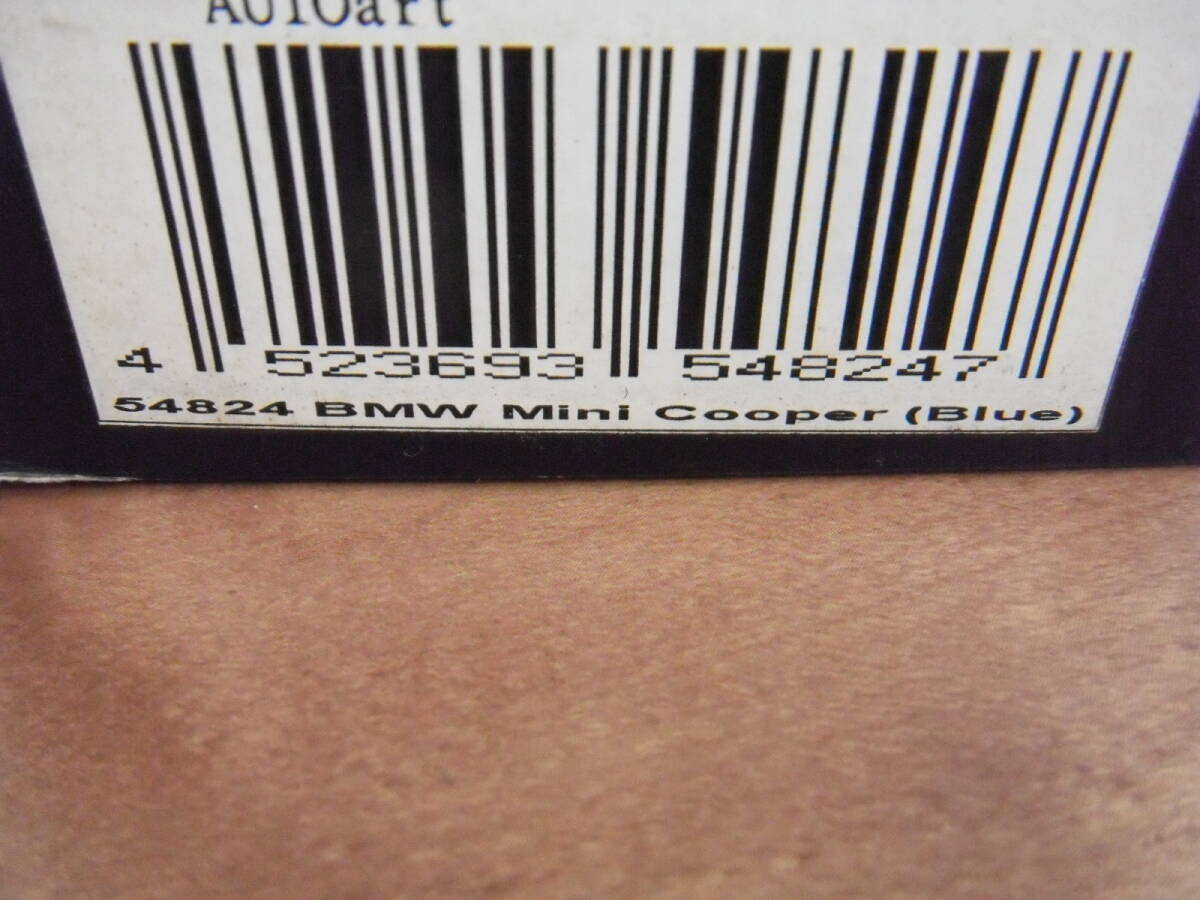 AUTOart
4 523693 548247
54824 BMW Mini Cooper (Blue)